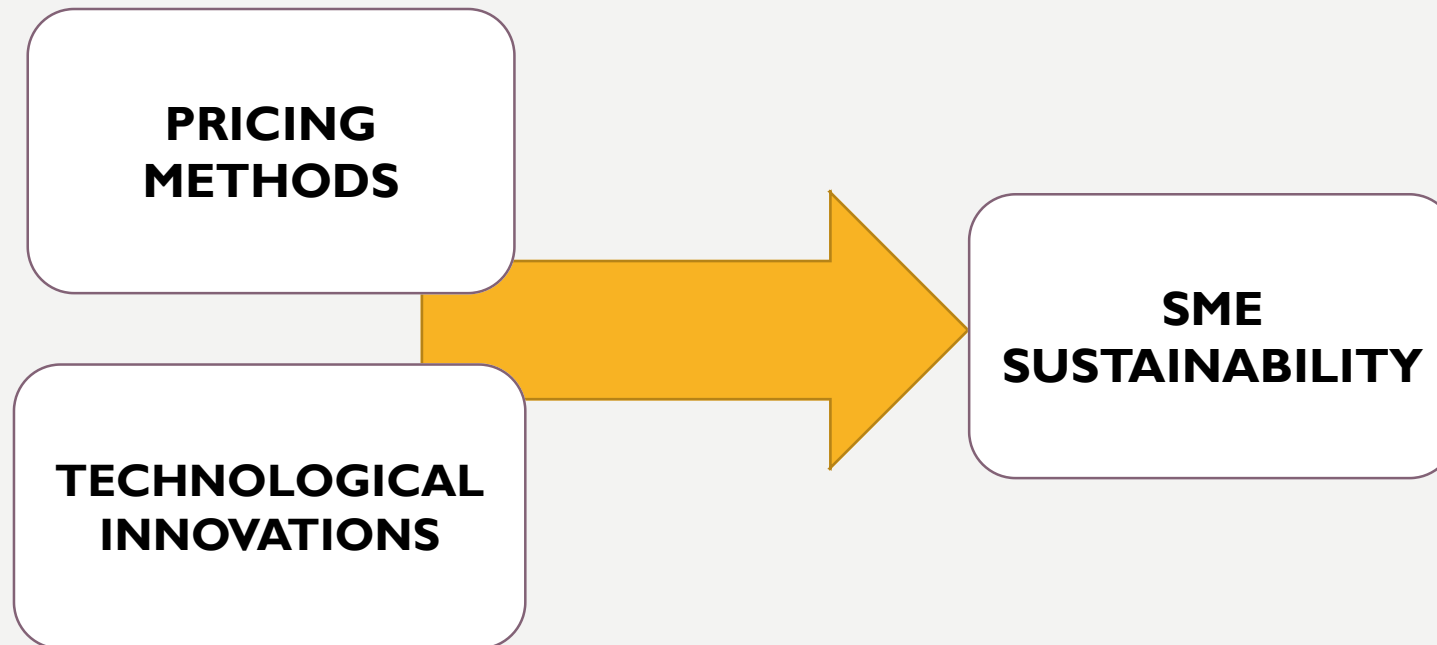 PRICING
METHODS
TECHNOLOGICAL
INNOVATIONS
SME
SUSTAINABILITY